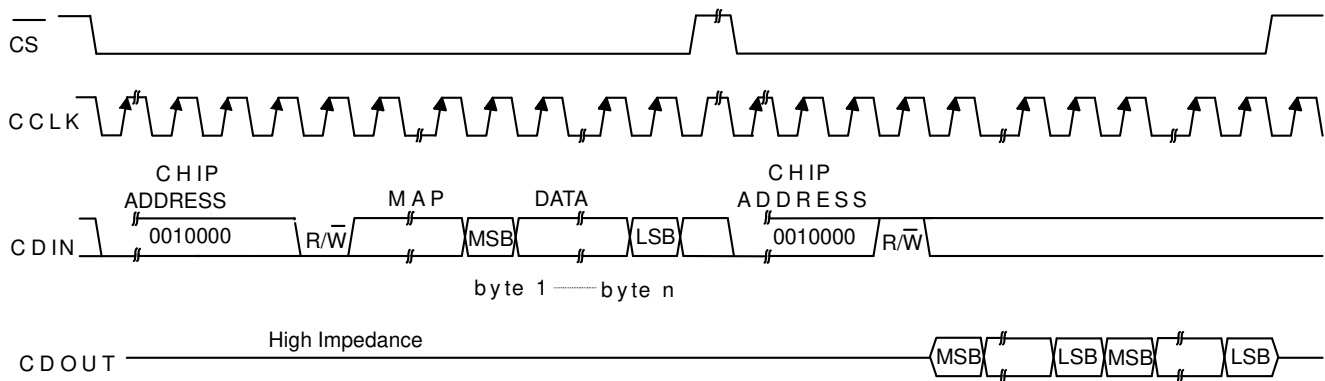 CS
CCLK
CHIP
ADDRESS
MAP
DATA
CHIP
ADDRESS
CDIN
0010000
R/W
MSB
LSB
0010000
R/W
byte 1
byte n
High Impedance
CDOUT
MSB
LSB
MSB
LSB